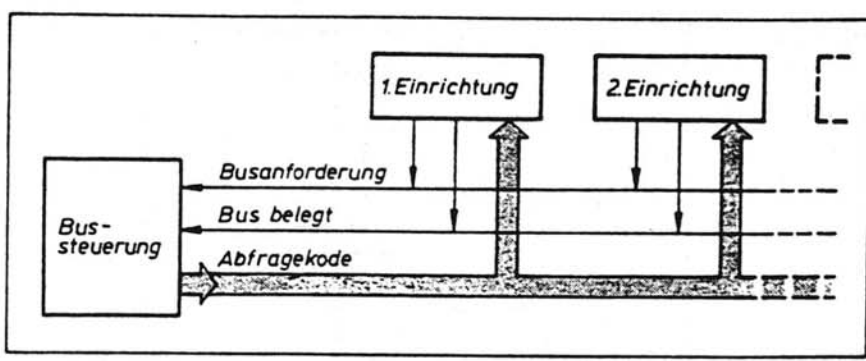 1. Einrichtung
2. Einrichtung
Busanforderung
Bus belegt
Bus-
steuerung
Abfragekode